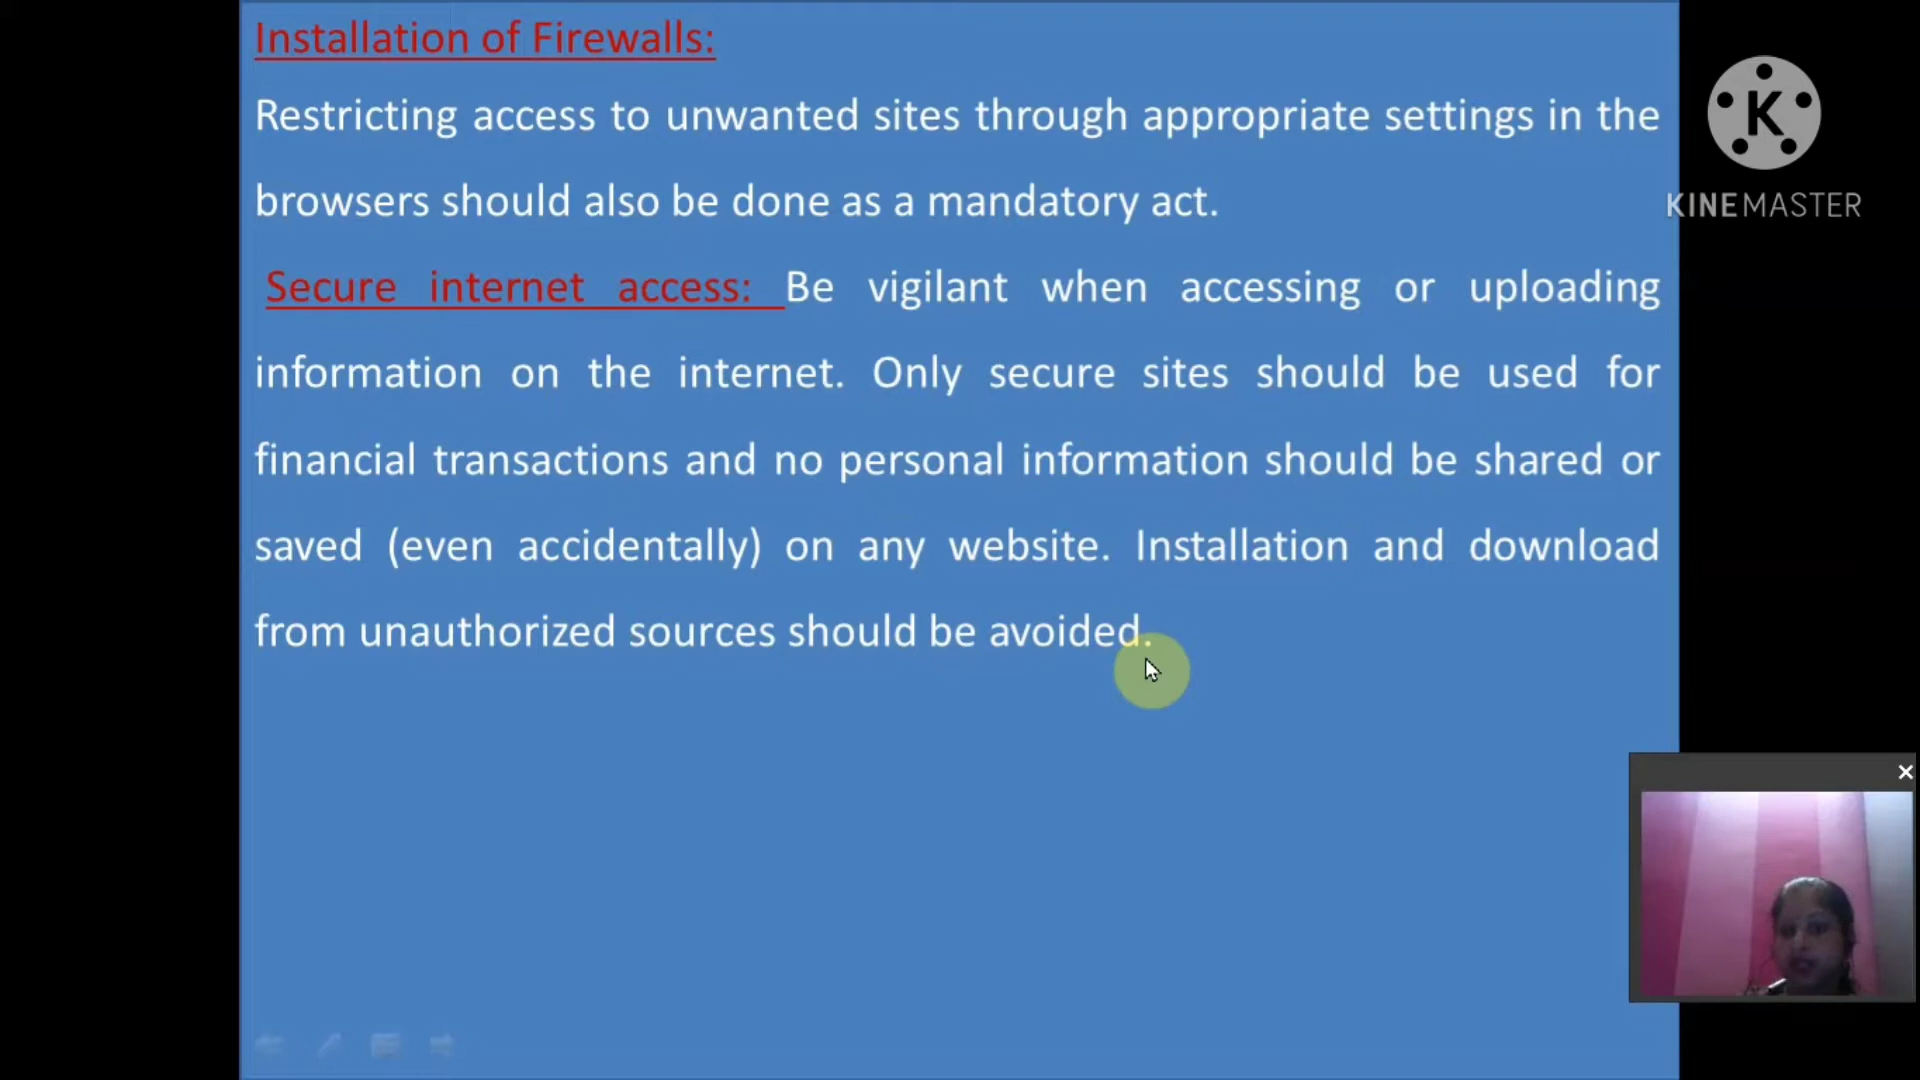 Installation of Firewalls:
Restricting access to unwanted sites through appropriate settings in the
browsers should also be done as a mandatory act.
Secure internet access: Be vigilant when accessing or uploading
information on the internet. Only secure sites should be used for
financial transactions and no personal information should be shared or
saved (even accidentally) on any website. Installation and download
from unauthorized sources should be avoided.
K
KINEMASTER